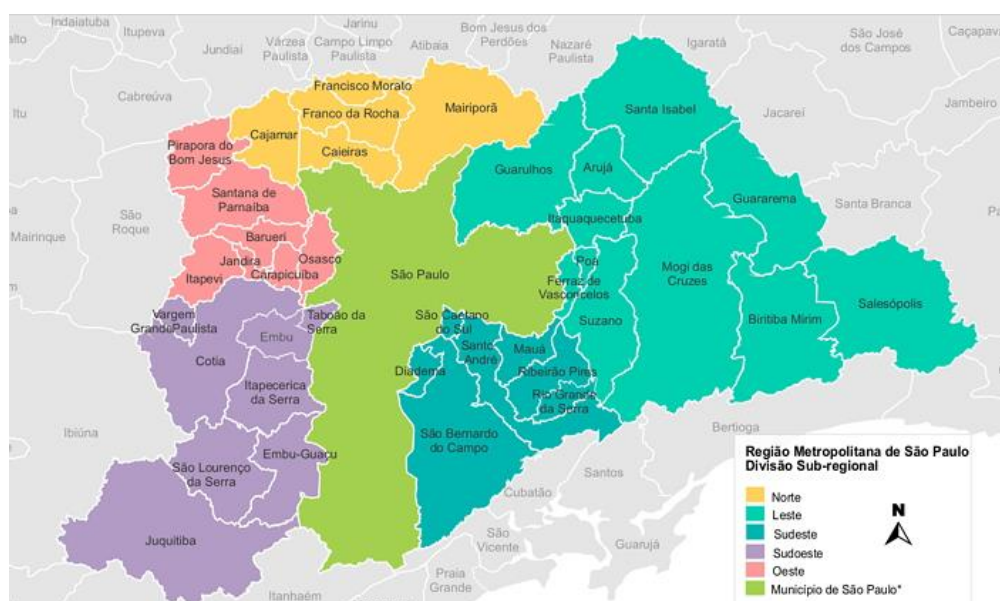 Indaiatuba
Itupeva
Jundiaí
Várzea
Paulista
Jarinu
Campo Limpo
Paulista
Atibaia
Bom Jesus dos
Perdões
Nazaré
Paulista
Igaratá
São José
dos Campos
Caçapava
Itu
Cabreúva
Jacareí
Jambeiro
Francisco Morato
Franco da Rocha
Mairiporã
Cajamar
Caieiras
Santa Isabel
Pirapora do
Bom Jesus
Guarulhos
Arujá
Guararema
Santa Branca
Santana de
Parnaíba
São
Roque
Mairinque
Itaquaquecetuba
Barueri
Jandira
Osasco
Itapevi
Carapicuíba
São Paulo
Poá
Ferraz de
Vasconcelos
Mogi das
Cruzes
Salesópolis
Biritiba Mirim
Suzano
Vargem
Grande Paulista
Taboão da
Serra
Embu
Cotia
São Caetano
do Sul
Santo
André
Mauá
Diadema
Ribeirão Pires
Rio Grande
da Serra
Itapecerica
da Serra
Ibiúna
São Bernardo
do Campo
Bertioga
São Lourenço
da Serra
Embu-Guaçu
Santos
Cubatão
Juquitiba
São
Vicente
Guarujá
Praia
Grande
Itanhaém
Região Metropolitana de São Paulo
Divisão Sub-regional
Norte
Leste
Sudeste
Sudoeste
Oeste
Município de São Paulo*
N